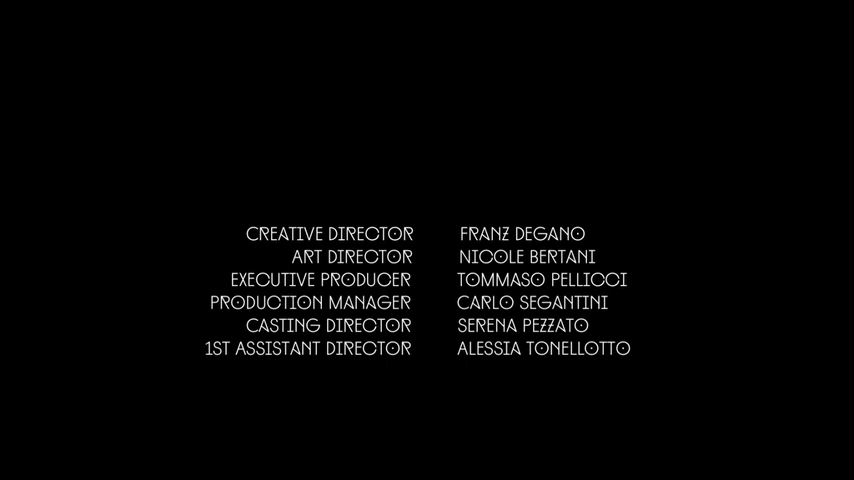 CREATIVE DIRECTOR FRANZ DEGANO
ART DIRECTOR NICOLE BERTANI
EXECUTIVE PRODUCER TOMMASO PELLICCI
PRODUCTION MANAGER CARLO SEGANTINI
CASTING DIRECTOR SERENA PEZZATO
1ST ASSISTANT DIRECTOR ALESSIA TONELLOTTO